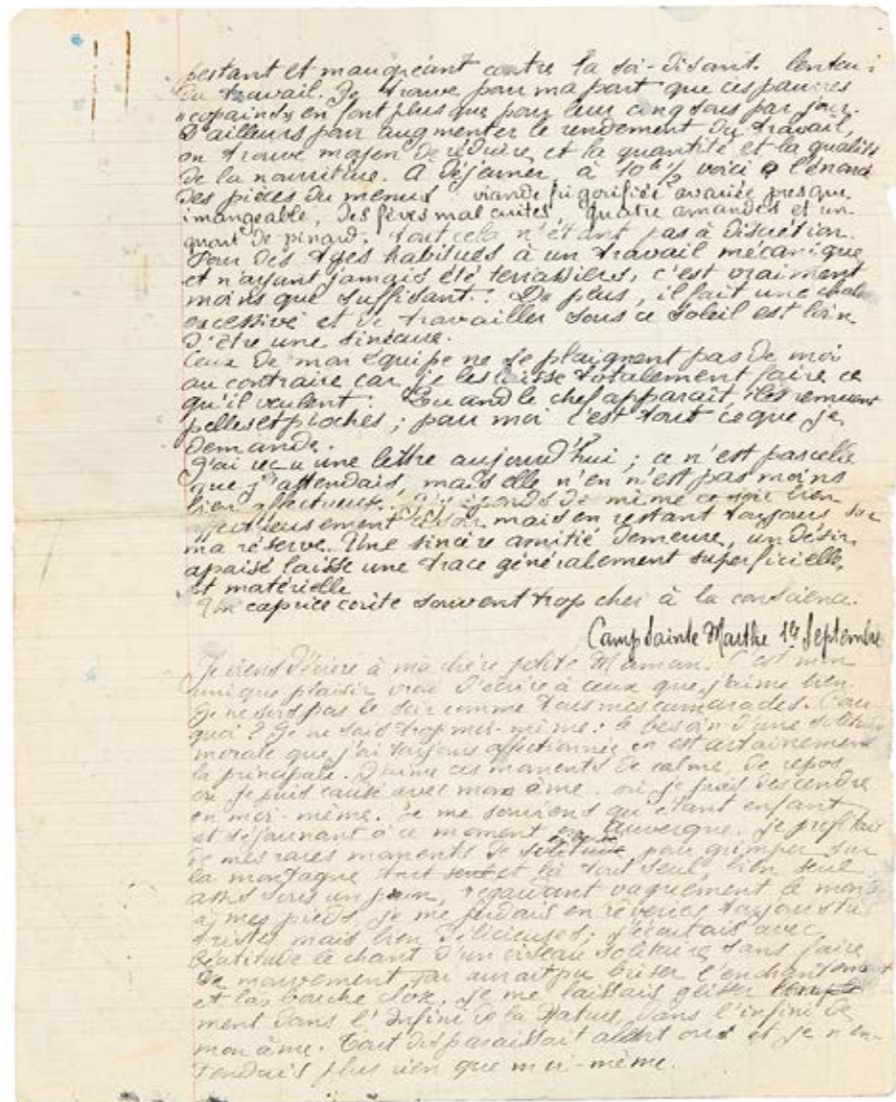 pestant et maugréant contre la soi-disant lenteur
du travail. Je trouve pour ma part que ces pauvres
"copains" en font plus que pour leur cinq sous par jour.
D'ailleurs pour augmenter le rendement du travail,
on trouve moyen de réduire et la quantité et la qualité
de la nourriture. A déjeuner, à 10h½ voici l'énoncé
des pièces du menus : viande frigorifiée avariée presque
imangeable, des fèves mal cuites, quatre amandes et un
quart de pinard. Tout cela n'étant pas à discrétion.
Pour des types habitués à un travail mécanique
et n'ayant jamais été terrassiers, c'est vraiment
moins que suffisant. De plus, il fait une chaleur
excessive et de travailler sous ce soleil est loin
d'être une sinécure.
Ceux de mon équipe ne se plaignent pas de moi
au contraire car je les laisse totalement faire ce
qu'il veulent. Quand le chef apparait, iles remuent
pelles et pioches ; pour moi c'est tout ce que je
demande.
J'ai reçu une lettre aujourd'hui ; ce n'est pas celle
que j'attendais, mais elle n'en n'est pas moins
bien affectueuse. J'y réponds de même bien
affectueusement mais en restant toujours sur
ma réserve. Une sincère amitié demeure, un désir
apaisé laisse une trace généralement superficielle,
et matérielle
Un caprice coûte souvent trop cher à la conscience.
Camp Sainte Marthe 1er Septembre
Je viens d'écrire à ma chère petite Maman. C'est mon
unique plaisir vrai d'écrire à ceux que j'aime bien.
Je ne sors pas le soir comme tous mes camarades. Pour
quoi ? Je ne sais trop moi-même : le besoin d'une solitude
morale que j'ai toujours affectionnée en est certainement
la principale. J'aime ces moments de calme, de repos
où je puis causé avec mon âme. où je puis descendre
en moi-même. Je me souviens qu'étant enfant
et séjournant à ce moment en Auvergne, je profitais
de mes rares moments de solitude pour grimper sur
la montagne et là tout seul, bien seul
assis sous un pin, regardant vaguement le monde
à mes pieds je me perdais en rêveries toujours très
tristes mais bien délicieuses ; j'écoutais avec
béatitude le chant d'un oiseau solitaire sans faire
de mouvement qui aurait pu briser l'enchantement
et la bouche close, je me laissais glisser
ment dans l'Infini de la Nature, dans l'infini de
mon âme. Tout disparaissait alors et je n'en-
tendais plus rien que moi-même.